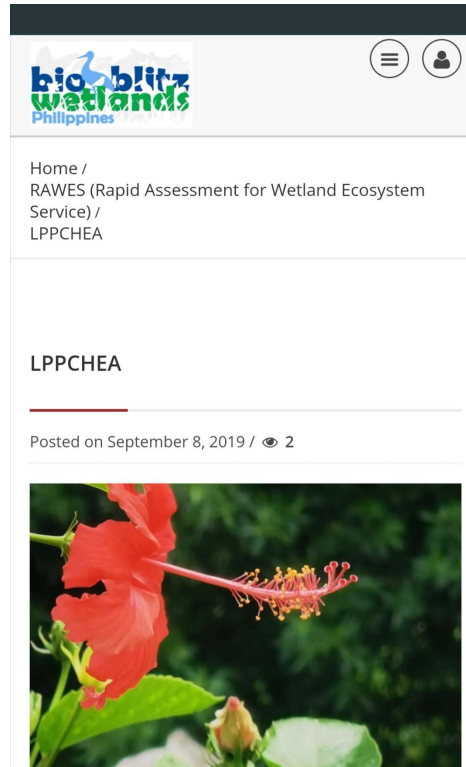 bio blitz
wetlands
Philippines
Home /
RAWES (Rapid Assessment for Wetland Ecosystem
Service) /
LPPCHEA
LPPCHEA
Posted on September 8, 2019 / 2